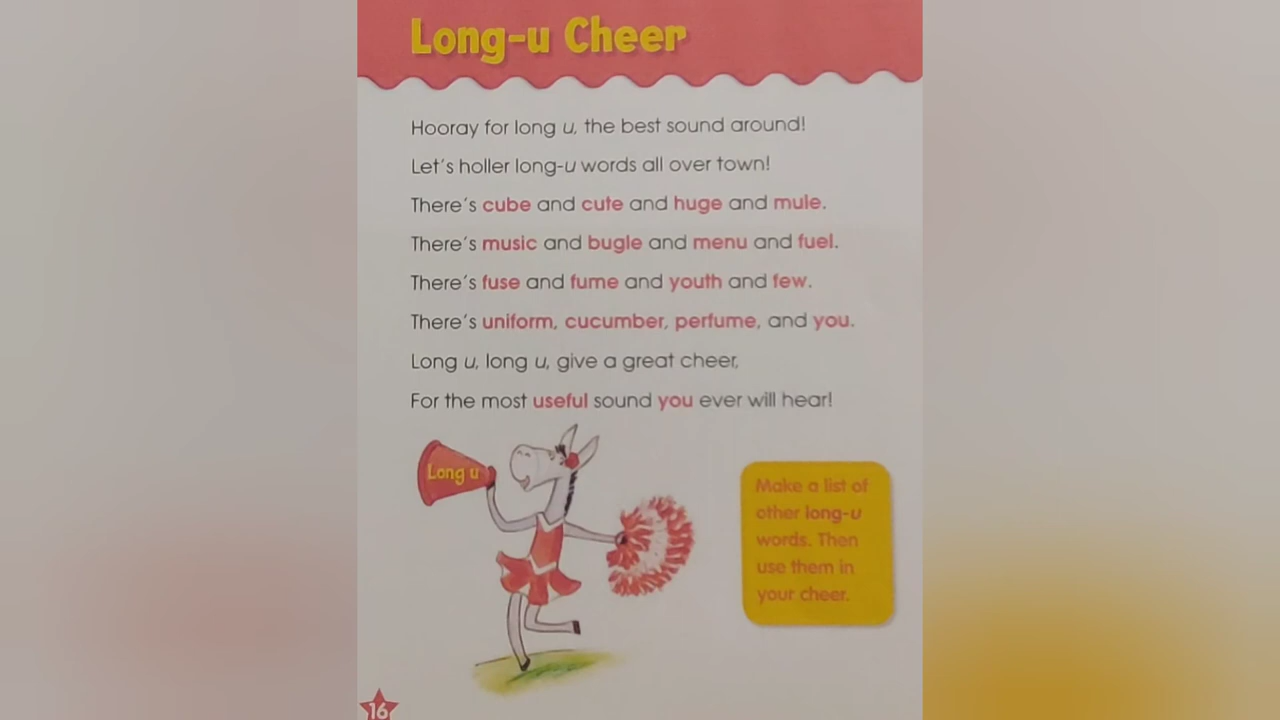 Long-u Cheer
Hooray for long u, the best sound around!
Let's holler long-u words all over town!
There's cube and cute and huge and mule.
There's music and bugle and menu and fuel.
There's fuse and fume and youth and few.
There's uniform, cucumber, perfume, and you.
Long u, long u, give a great cheer,
For the most useful sound you ever will hear!
Long u
Make a list of
other long-u
words. Then
use them in
your cheer.
16